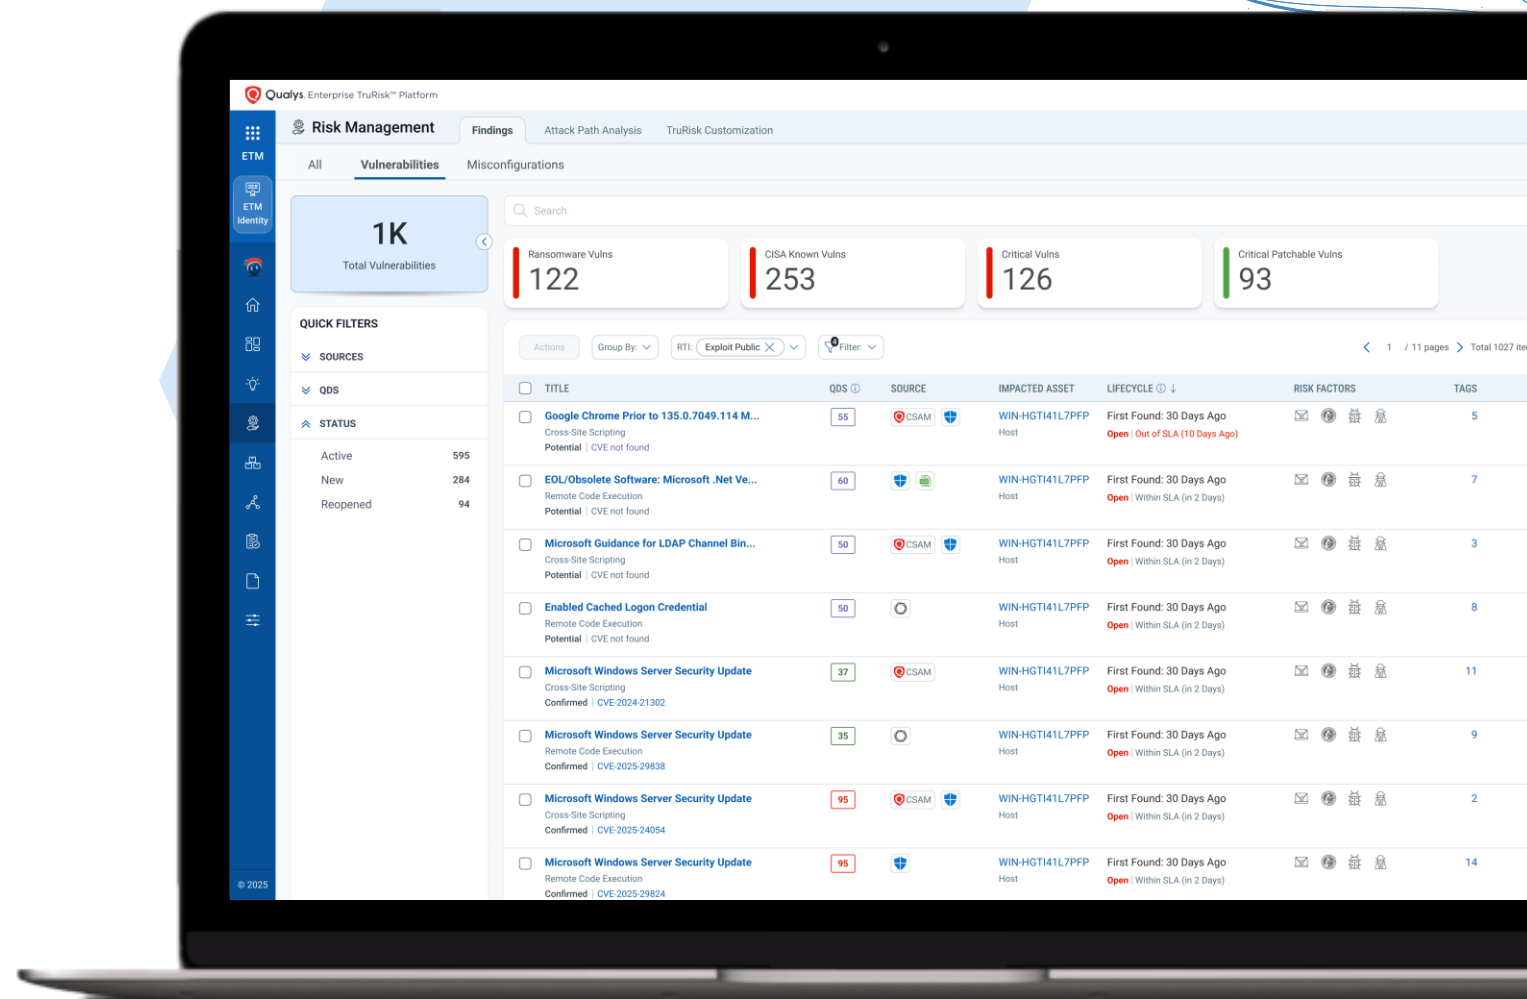 Qualys. Enterprise TruRisk™ Platform
ETM
ETM
Identity
© 2025
Risk Management
Findings
Attack Path Analysis
TruRisk Customization
All
Vulnerabilities
Misconfigurations
1K
Total Vulnerabilities
QUICK FILTERS
SOURCES
QDS
STATUS
Active 595
New 284
Reopened 94
Search
Ransomware Vulns
122
CISA Known Vulns
253
Critical Vulns
126
Critical Patchable Vulns
93
Actions
Group By:
RTI: Exploit Public
4
Filter:
1 / 11 pages
Total 1027 ite
TITLE QDS SOURCE IMPACTED ASSET LIFECYCLE RISK FACTORS TAGS
Google Chrome Prior to 135.0.7049.114 M... 55 CSAM WIN-HGTI41L7PFP First Found: 30 Days Ago 5
Cross-Site Scripting Host Open | Out of SLA (10 Days Ago)
Potential | CVE not found
EOL/Obsolete Software: Microsoft .Net Ve... 60 WIN-HGTI41L7PFP First Found: 30 Days Ago 7
Remote Code Execution Host Open | Within SLA (in 2 Days)
Potential | CVE not found
Microsoft Guidance for LDAP Channel Bin... 50 CSAM WIN-HGTI41L7PFP First Found: 30 Days Ago 3
Cross-Site Scripting Host Open | Within SLA (in 2 Days)
Potential | CVE not found
Enabled Cached Logon Credential 50 WIN-HGTI41L7PFP First Found: 30 Days Ago 8
Remote Code Execution Host Open | Within SLA (in 2 Days)
Potential | CVE not found
Microsoft Windows Server Security Update 37 CSAM WIN-HGTI41L7PFP First Found: 30 Days Ago 11
Cross-Site Scripting Host Open | Within SLA (in 2 Days)
Confirmed | CVE-2024-21302
Microsoft Windows Server Security Update 35 WIN-HGTI41L7PFP First Found: 30 Days Ago 9
Remote Code Execution Host Open | Within SLA (in 2 Days)
Confirmed | CVE-2025-29838
Microsoft Windows Server Security Update 95 CSAM WIN-HGTI41L7PFP First Found: 30 Days Ago 2
Cross-Site Scripting Host Open | Within SLA (in 2 Days)
Confirmed | CVE-2025-24054
Microsoft Windows Server Security Update 95 WIN-HGTI41L7PFP First Found: 30 Days Ago 14
Remote Code Execution Host Open | Within SLA (in 2 Days)
Confirmed | CVE-2025-29824